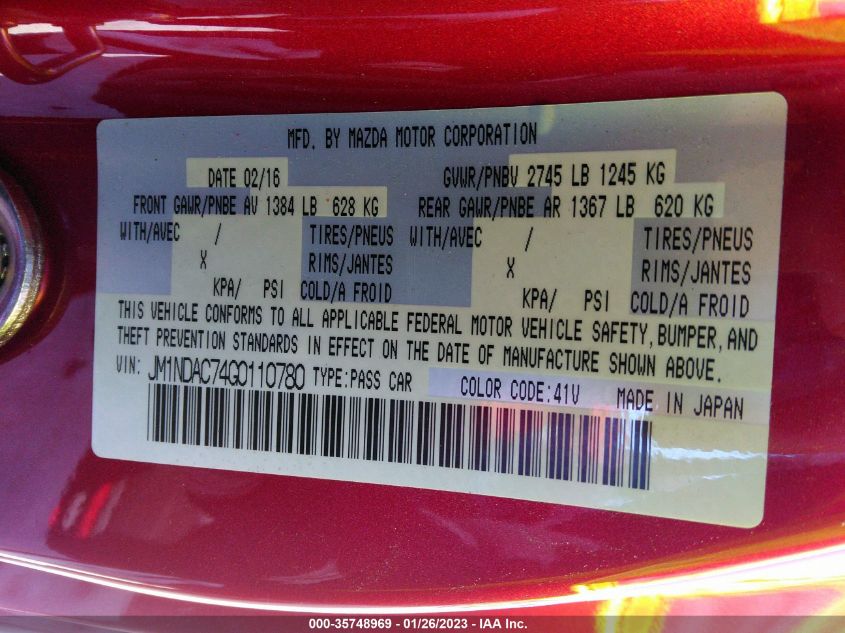 MFD. BY MAZDA MOTOR CORPORATION
DATE 02/16 GVWR/PNBV 2745 LB 1245 KG
FRONT GAWR/PNBE AV 1384 LB 628 KG REAR GAWR/PNBE AR 1367 LB 620 KG
WITH/AVEC / TIRES/PNEUS WITH/AVEC / TIRES/PNEUS
X RIMS/JANTES X RIMS/JANTES
KPA/ PSI COLD/A FROID KPA/ PSI COLD/A FROID
THIS VEHICLE CONFORMS TO ALL APPLICABLE FEDERAL MOTOR VEHICLE SAFETY, BUMPER, AND
THEFT PREVENTION STANDARDS IN EFFECT ON THE DATE OF MANUFACTURE SHOWN ABOVE.
VIN: JM1NDAC74G0110780 TYPE:PASS CAR COLOR CODE:41V MADE IN JAPAN
000-35748969 — 01/26/2023 — IAA Inc.